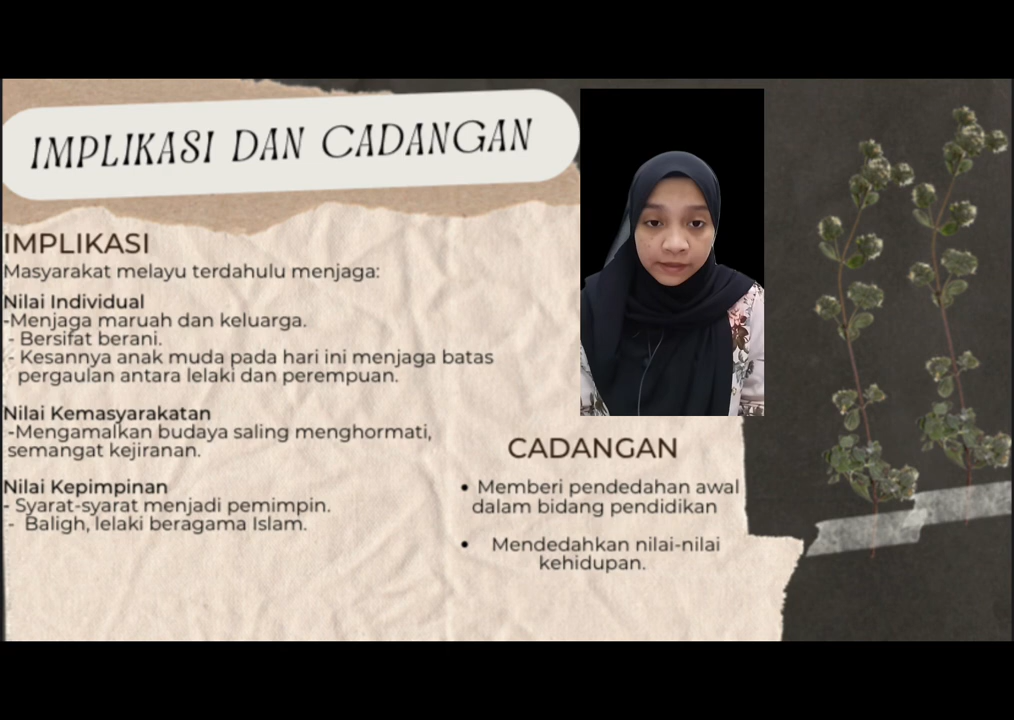 IMPLIKASI DAN CADANGAN
IMPLIKASI
Masyarakat melayu terdahulu menjaga:
Nilai Individual
-Menjaga maruah dan keluarga.
- Bersifat berani.
- Kesannya anak muda pada hari ini menjaga batas
pergaulan antara lelaki dan perempuan.
Nilai Kemasyarakatan
-Mengamalkan budaya saling menghormati,
semangat kejiranan.
Nilai Kepimpinan
- Syarat-syarat menjadi pemimpin.
- Baligh, lelaki beragama Islam.
CADANGAN
• Memberi pendedahan awal
dalam bidang pendidikan
• Mendedahkan nilai-nilai
kehidupan.